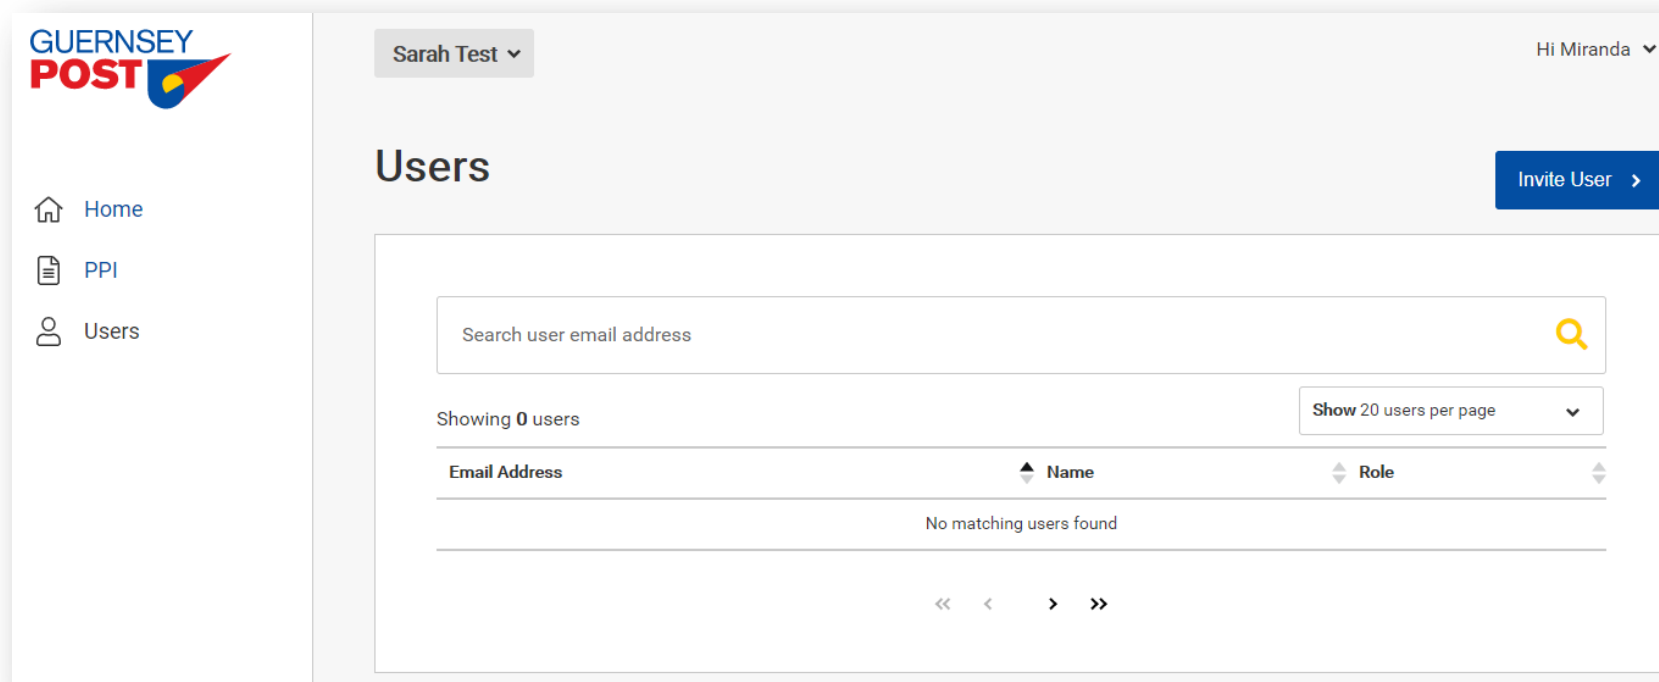 GUERNSEY
POST
Sarah Test
Hi Miranda
Users
Invite User
Home
PPI
Users
Search user email address
Showing 0 users
Show 20 users per page
Email Address Name Role
No matching users found